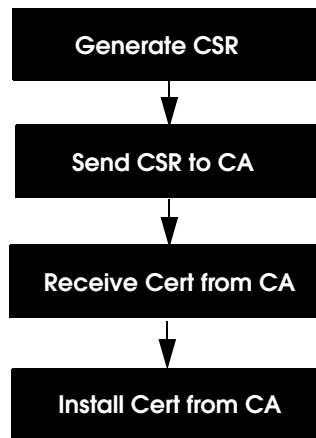 Generate CSR
Send CSR to CA
Receive Cert from CA
Install Cert from CA